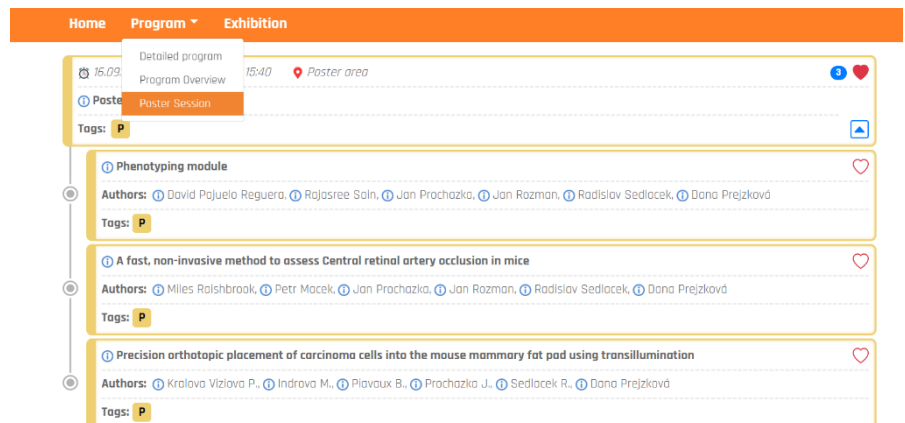 Home Program Exhibition
Detailed program
Program Overview
Poster Session
16.09 15:40 Poster area 3
Poste
Tags: P
Phenotyping module
Authors: David Pajuelo Reguera, Rajasree Sain, Jan Prochazka, Jan Rozman, Radislav Sedlacek, Dana Prejzková
Tags: P
A fast, non-invasive method to assess Central retinal artery occlusion in mice
Authors: Miles Raishbrook, Petr Macek, Jan Prochazka, Jan Rozman, Radislav Sedlacek, Dana Prejzková
Tags: P
Precision orthotopic placement of carcinoma cells into the mouse mammary fat pad using transillumination
Authors: Kralova Viziova P., Indrova M., Plavaux B., Prochazka J., Sedlacek R., Dana Prejzková
Tags: P